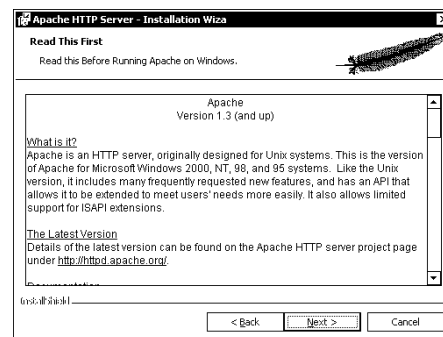 Apache HTTP Server - Installation Wiza
Read This First
Read this Before Running Apache on Windows.
Apache
Version 1.3 (and up)
What is it?
Apache is an HTTP server, originally designed for Unix systems. This is the version
of Apache for Microsoft Windows 2000, NT, 98, and 95 systems. Like the Unix
version, it includes many frequently requested new features, and has an API that
allows it to be extended to meet users' needs more easily. It also allows limited
support for ISAPI extensions.
The Latest Version
Details of the latest version can be found on the Apache HTTP server project page
under http://httpd.apache.org/.
Documentation
InstallShield
< Back
Next >
Cancel